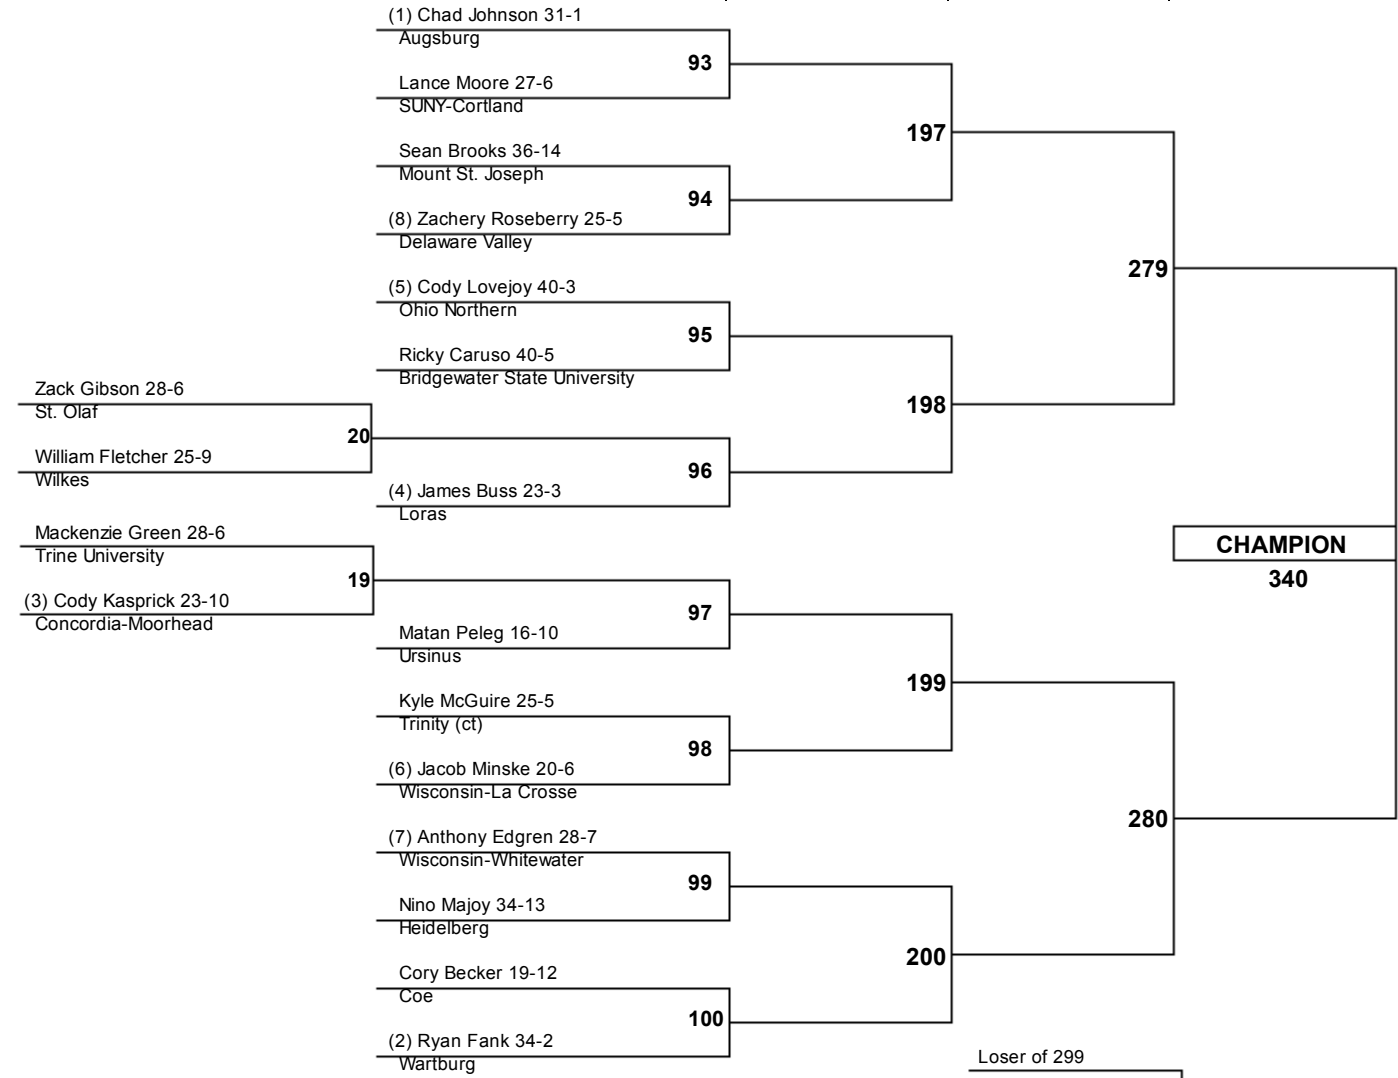 (1) Chad Johnson 31-1
Augsburg
93
Lance Moore 27-6
SUNY-Cortland
197
Sean Brooks 36-14
Mount St. Joseph
94
(8) Zachery Roseberry 25-5
Delaware Valley
279
(5) Cody Lovejoy 40-3
Ohio Northern
95
Ricky Caruso 40-5
Bridgewater State University
Zack Gibson 28-6
St. Olaf
198
20
William Fletcher 25-9
Wilkes
96
(4) James Buss 23-3
Loras
Mackenzie Green 28-6
Trine University
CHAMPION
340
19
(3) Cody Kasprick 23-10
Concordia-Moorhead
97
Matan Peleg 16-10
Ursinus
199
Kyle McGuire 25-5
Trinity (ct)
98
(6) Jacob Minske 20-6
Wisconsin-La Crosse
280
(7) Anthony Edgren 28-7
Wisconsin-Whitewater
99
Nino Majoy 34-13
Heidelberg
200
Cory Becker 19-12
Coe
100
(2) Ryan Fank 34-2
Wartburg
Loser of 299